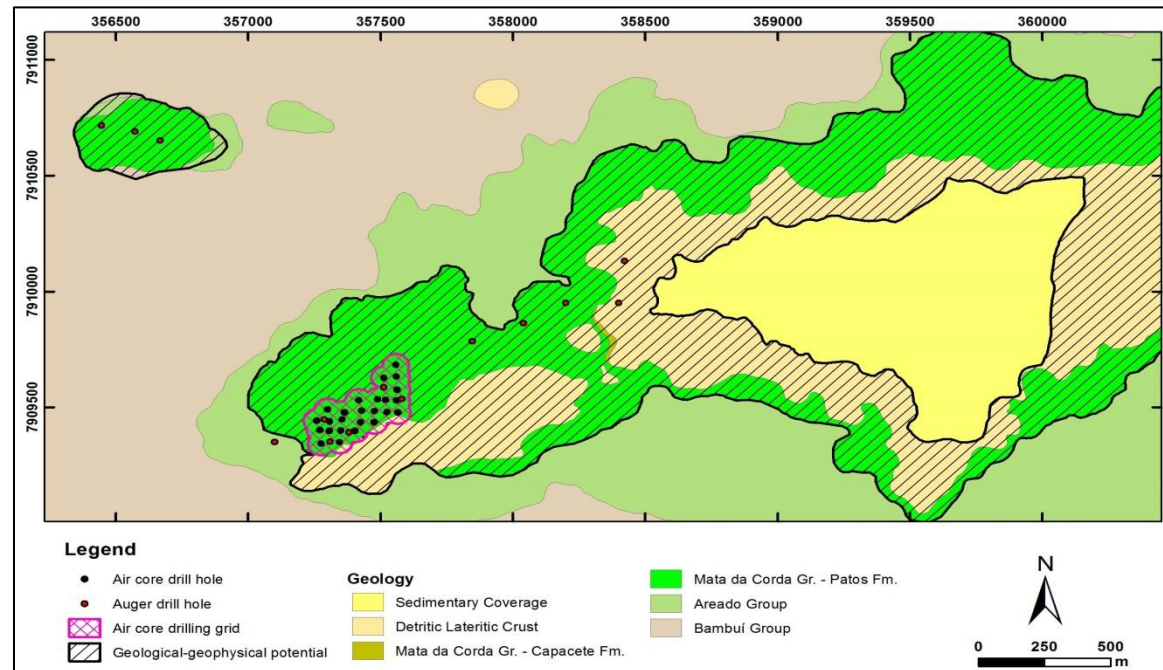 356500 357000 357500 358000 358500 359000 359500 360000
7911000
7910500
7910000
7909500
Legend
Air core drill hole
Auger drill hole
Air core drilling grid
Geological-geophysical potential
Geology
Sedimentary Coverage
Detritic Lateritic Crust
Mata da Corda Gr. - Capacete Fm.
Mata da Corda Gr. - Patos Fm.
Areado Group
Bambuí Group
N
0 250 500
m